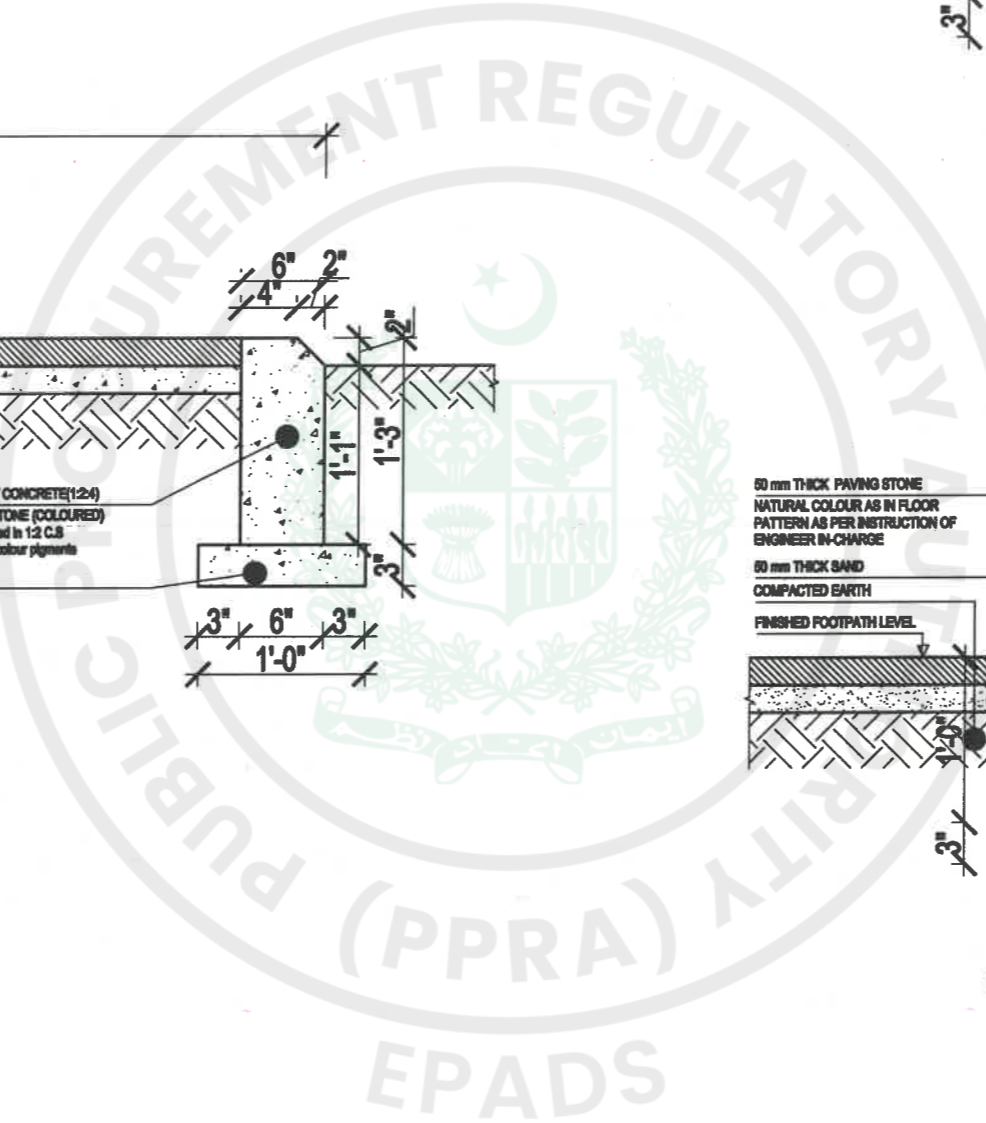 3"
PUBLIC PROCUREMENT REGULATORY AUTHORITY
(PPRA)
EPADS
6"
2"
4"
2"
1'-1"
1'-3"
3"
CONCRETE(1:2:4)
TONE (COLOURED)
ed in 1:2 C.S
colour pigments
3"
6"
3"
1'-0"
50 mm THICK PAVING STONE
NATURAL COLOUR AS IN FLOOR
PATTERN AS PER INSTRUCTION OF
ENGINEER IN-CHARGE
50 mm THICK SAND
COMPACTED EARTH
FINISHED FOOTPATH LEVEL
1'-0"
3"